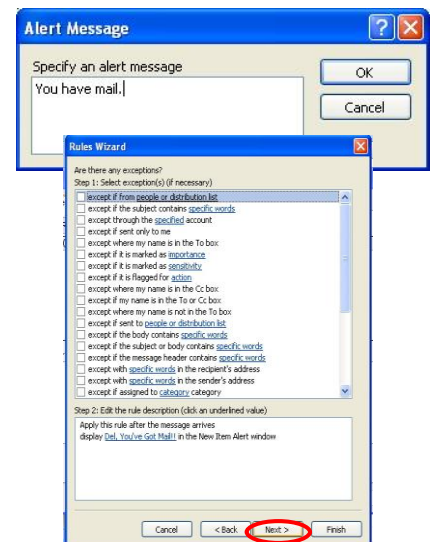 Alert Message
Specify an alert message
You have mail.
OK
Cancel
Rules Wizard
Are there any exceptions?
Step 1: Select exception(s) (if necessary)
except if from people or distribution list
except if the subject contains specific words
except through the specified account
except if sent only to me
except where my name is in the To box
except if it is marked as importance
except if it is marked as sensitivity
except if it is flagged for action
except where my name is in the Cc box
except if my name is in the To or Cc box
except where my name is not in the To box
except if sent to people or distribution list
except if the body contains specific words
except if the subject or body contains specific words
except if the message header contains specific words
except with specific words in the recipient's address
except with specific words in the sender's address
except if assigned to category category
Step 2: Edit the rule description (click an underlined value)
Apply this rule after the message arrives
display Del, You've Got Mail!! in the New Item Alert window
Cancel
< Back
Next >
Finish